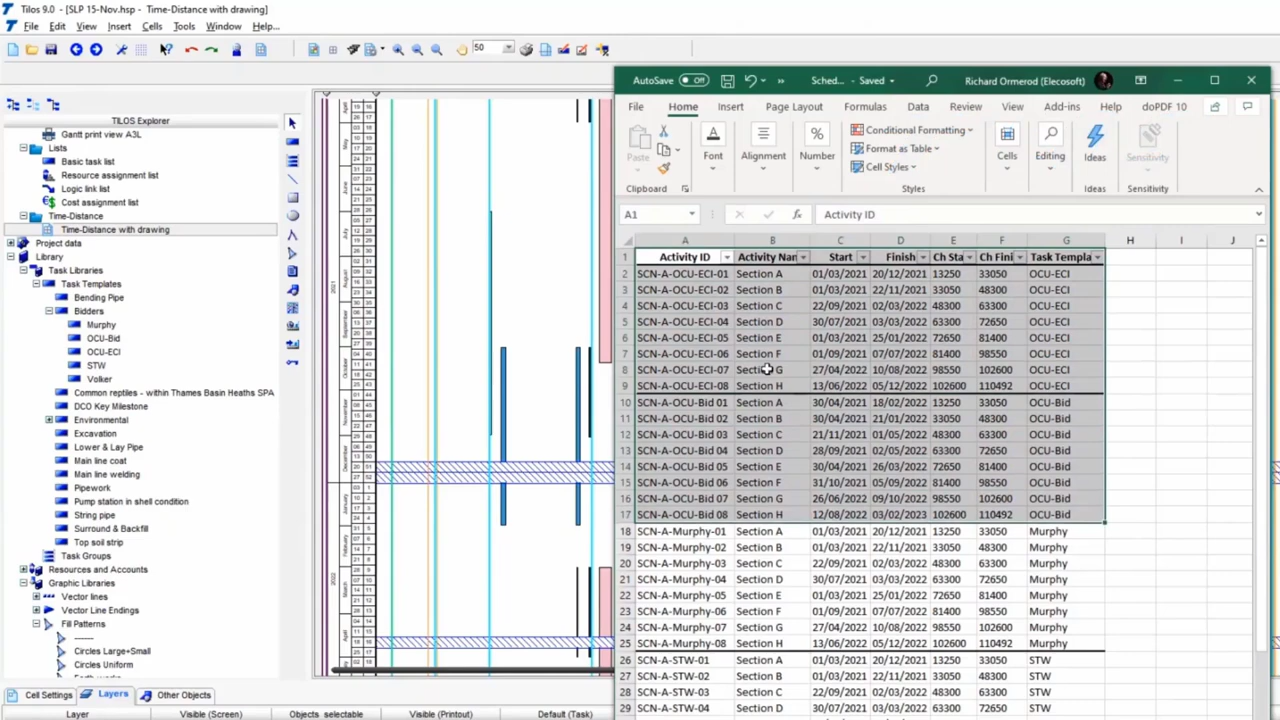 Tilos 9.0 - [SLP 15-Nov.hsp - Time-Distance with drawing]
File Edit View Insert Cells Tools Window Help...
50
TILOS Explorer
Gantt print view A3L
Lists
Basic task list
Resource assignment list
Logic link list
Cost assignment list
Time-Distance
Time-Distance with drawing
Project data
Library
Task Libraries
Task Templates
Bending Pipe
Bidders
Murphy
OCU-Bid
OCU-ECI
STW
Volker
Common reptiles - within Thames Basin Heaths SPA
DCO Key Milestone
Environmental
Excavation
Lower & Lay Pipe
Main line coat
Main line welding
Pipework
Pump station in shell condition
String pipe
Surround & Backfill
Top soil strip
Task Groups
Resources and Accounts
Graphic Libraries
Vector lines
Vector Line Endings
Fill Patterns
-------
Circles Large+Small
Circles Uniform
Cell Settings Layers Other Objects
Layer Visible (Screen) Objects selectable Visible (Printout) Default (Task)
May
June
July
August
September
October
November
December
January
February
March
April
2021
2022
AutoSave Off Sched... - Saved Richard Ormerod (Elecosoft)
File Home Insert Page Layout Formulas Data Review View Add-ins Help doPDF 10
Paste Font Alignment Number Conditional Formatting Format as Table Cell Styles Cells Editing Ideas Sensitivity
Clipboard Styles Ideas Sensitivity
A1 fx Activity ID
A B C D E F G H I J
1 Activity ID Activity Nan Start Finish Ch Sta Ch Fini Task Templa
2 SCN-A-OCU-ECI-01 Section A 01/03/2021 20/12/2021 13250 33050 OCU-ECI
3 SCN-A-OCU-ECI-02 Section B 01/03/2021 22/11/2021 33050 48300 OCU-ECI
4 SCN-A-OCU-ECI-03 Section C 22/09/2021 02/03/2022 48300 63300 OCU-ECI
5 SCN-A-OCU-ECI-04 Section D 30/07/2021 03/03/2022 63300 72650 OCU-ECI
6 SCN-A-OCU-ECI-05 Section E 01/03/2021 25/01/2022 72650 81400 OCU-ECI
7 SCN-A-OCU-ECI-06 Section F 01/09/2021 07/07/2022 81400 98550 OCU-ECI
8 SCN-A-OCU-ECI-07 Section G 27/04/2022 10/08/2022 98550 102600 OCU-ECI
9 SCN-A-OCU-ECI-08 Section H 13/06/2022 05/12/2022 102600 110492 OCU-ECI
10 SCN-A-OCU-Bid 01 Section A 30/04/2021 18/02/2022 13250 33050 OCU-Bid
11 SCN-A-OCU-Bid 02 Section B 30/04/2021 22/01/2022 33050 48300 OCU-Bid
12 SCN-A-OCU-Bid 03 Section C 21/11/2021 01/05/2022 48300 63300 OCU-Bid
13 SCN-A-OCU-Bid 04 Section D 28/09/2021 02/05/2022 63300 72650 OCU-Bid
14 SCN-A-OCU-Bid 05 Section E 30/04/2021 26/03/2022 72650 81400 OCU-Bid
15 SCN-A-OCU-Bid 06 Section F 31/10/2021 05/09/2022 81400 98550 OCU-Bid
16 SCN-A-OCU-Bid 07 Section G 26/06/2022 09/10/2022 98550 102600 OCU-Bid
17 SCN-A-OCU-Bid 08 Section H 12/08/2022 03/02/2023 102600 110492 OCU-Bid
18 SCN-A-Murphy-01 Section A 01/03/2021 20/12/2021 13250 33050 Murphy
19 SCN-A-Murphy-02 Section B 01/03/2021 22/11/2021 33050 48300 Murphy
20 SCN-A-Murphy-03 Section C 22/09/2021 02/03/2022 48300 63300 Murphy
21 SCN-A-Murphy-04 Section D 30/07/2021 03/03/2022 63300 72650 Murphy
22 SCN-A-Murphy-05 Section E 01/03/2021 25/01/2022 72650 81400 Murphy
23 SCN-A-Murphy-06 Section F 01/09/2021 07/07/2022 81400 98550 Murphy
24 SCN-A-Murphy-07 Section G 27/04/2022 10/08/2022 98550 102600 Murphy
25 SCN-A-Murphy-08 Section H 13/06/2022 05/12/2022 102600 110492 Murphy
26 SCN-A-STW-01 Section A 01/03/2021 20/12/2021 13250 33050 STW
27 SCN-A-STW-02 Section B 01/03/2021 22/11/2021 33050 48300 STW
28 SCN-A-STW-03 Section C 22/09/2021 02/03/2022 48300 63300 STW
29 SCN-A-STW-04 Section D 30/07/2021 03/03/2022 63300 72650 STW